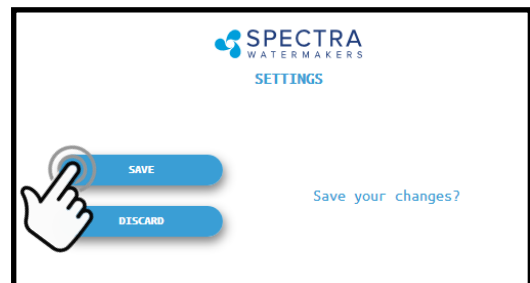 SPECTRA
WATERMAKERS
SETTINGS
SAVE
Save your changes?
DISCARD